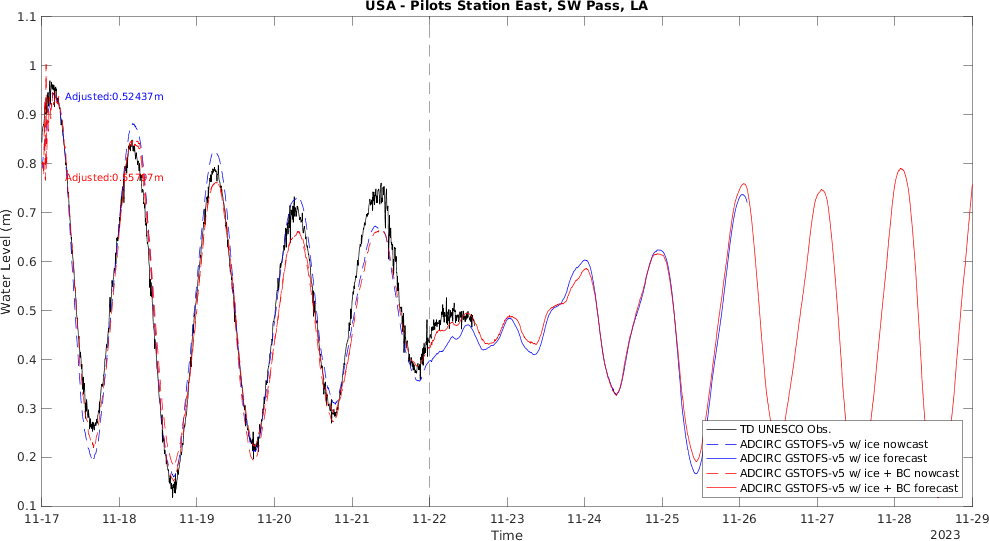 USA - Pilots Station East, SW Pass, LA
1.1
1
0.9
0.8
0.7
0.6
0.5
0.4
0.3
0.2
0.1
Water Level (m)
Adjusted:0.52437m
TD UNESCO Obs.
ADCIRC GSTOFS-v5 w/ ice nowcast
ADCIRC GSTOFS-v5 w/ ice forecast
ADCIRC GSTOFS-v5 w/ ice + BC nowcast
ADCIRC GSTOFS-v5 w/ ice + BC forecast
11-17 11-18 11-19 11-20 11-21 11-22 11-23 11-24 11-25 11-26 11-27 11-28 11-29
Time
2023